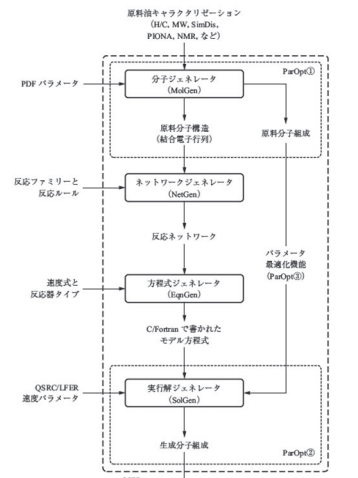 原料油キャラクタリゼーション
(H/C, MW, SimDis,
PIONA, NMR, など)
ParOpt①
PDF パラメータ
分子ジェネレータ
(MolGen)
原料分子構造
(結合電子行列)
原料分子組成
反応ファミリーと
反応ルール
ネットワークジェネレータ
(NetGen)
反応ネットワーク
パラメータ
最適化機能
(ParOpt③)
速度式と
反応器タイプ
方程式ジェネレータ
(EqnGen)
C/Fortran で書かれた
モデル方程式
QSRC/LFER
速度パラメータ
実行解ジェネレータ
(SolGen)
生成分子組成
ParOpt②